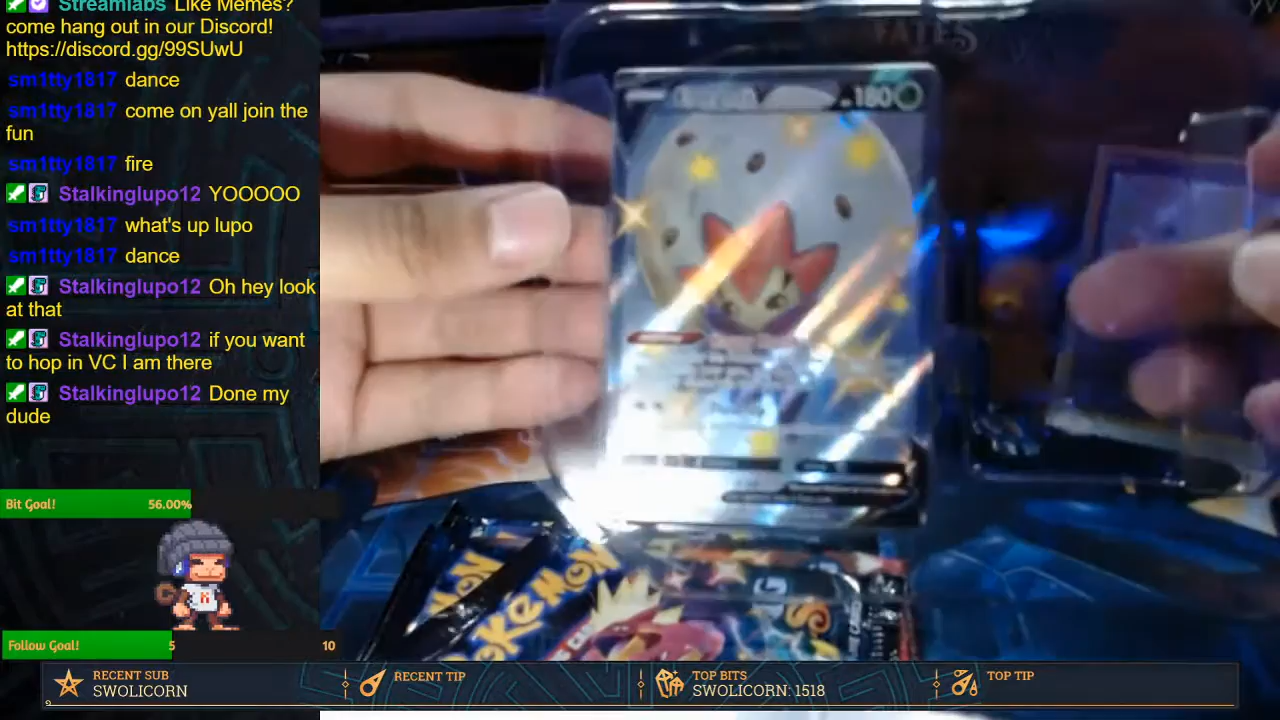 Streamlabs Like Memes?
come hang out in our Discord!
https://discord.gg/99SUwU
sm1tty1817 dance
sm1tty1817 come on yall join the
fun
sm1tty1817 fire
Stalkinglupo12 YOOOOO
sm1tty1817 what's up lupo
sm1tty1817 dance
Stalkinglupo12 Oh hey look
at that
Stalkinglupo12 if you want
to hop in VC I am there
Stalkinglupo12 Done my
dude
FATES
180
POKéMON
Bit Goal! 56.00%
Follow Goal! 5 10
RECENT SUB
SWOLICORN
RECENT TIP
TOP BITS
SWOLICORN: 1518
TOP TIP